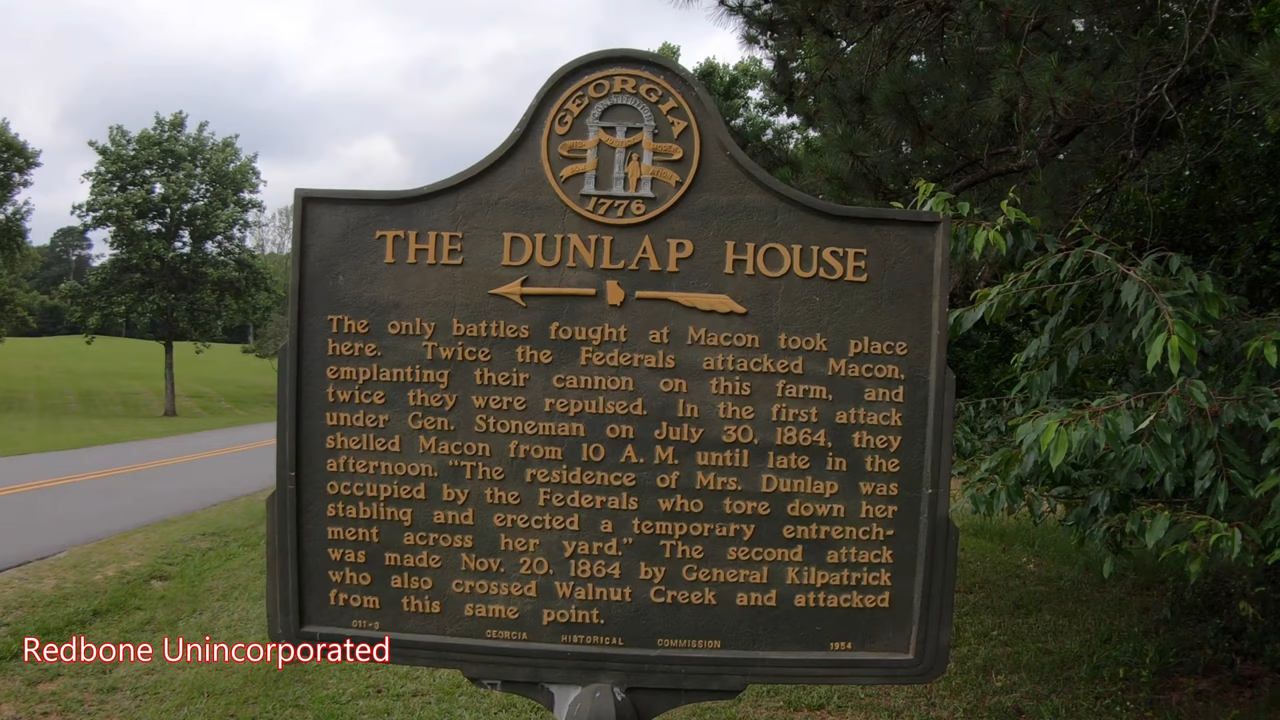 GEORGIA
CONSTITUTION
1776
THE DUNLAP HOUSE
The only battles fought at Macon took place
here. Twice the Federals attacked Macon,
emplanting their cannon on this farm, and
twice they were repulsed. In the first attack
under Gen. Stoneman on July 30, 1864, they
shelled Macon from 10 A. M. until late in the
afternoon. "The residence of Mrs. Dunlap was
occupied by the Federals who tore down her
stabling and erected a temporary entrench-
ment across her yard." The second attack
was made Nov. 20, 1864 by General Kilpatrick
who also crossed Walnut Creek and attacked
from this same point.
GEORGIA HISTORICAL COMMISSION 1954
Redbone Unincorporated